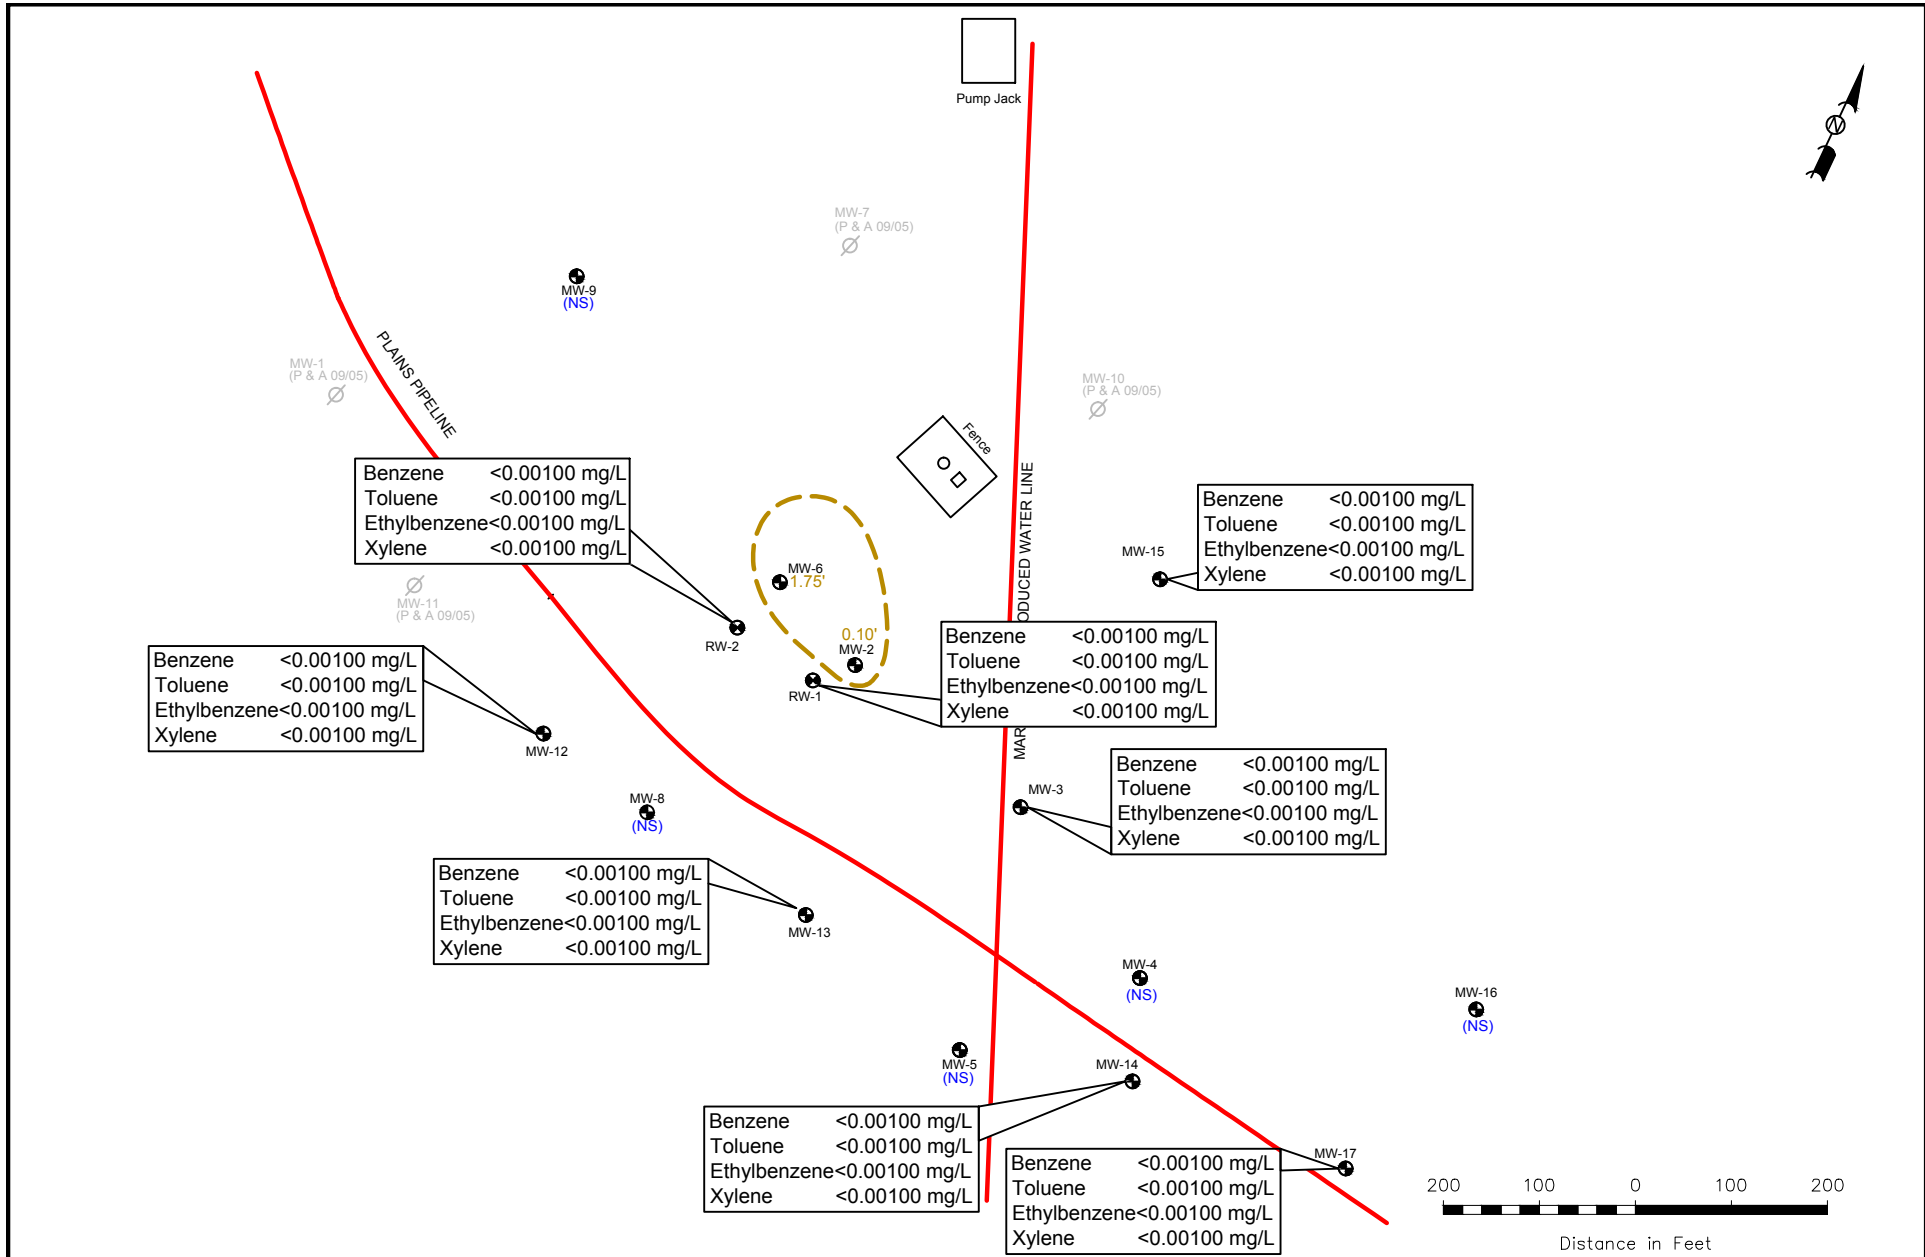 Pump Jack
N
MW-7
(P & A 09/05)
MW-9
(NS)
PLAINS PIPELINE
MW-1
(P & A 09/05)
MW-10
(P & A 09/05)
Fence
Benzene <0.00100 mg/L
Toluene <0.00100 mg/L
Ethylbenzene<0.00100 mg/L
Xylene <0.00100 mg/L
Benzene <0.00100 mg/L
Toluene <0.00100 mg/L
Ethylbenzene<0.00100 mg/L
Xylene <0.00100 mg/L
MW-15
MAR
ODUCED WATER LINE
MW-6
1.75'
MW-11
(P & A 09/05)
RW-2
0.10'
MW-2
RW-1
Benzene <0.00100 mg/L
Toluene <0.00100 mg/L
Ethylbenzene<0.00100 mg/L
Xylene <0.00100 mg/L
Benzene <0.00100 mg/L
Toluene <0.00100 mg/L
Ethylbenzene<0.00100 mg/L
Xylene <0.00100 mg/L
MW-12
MW-8
(NS)
MW-3
Benzene <0.00100 mg/L
Toluene <0.00100 mg/L
Ethylbenzene<0.00100 mg/L
Xylene <0.00100 mg/L
Benzene <0.00100 mg/L
Toluene <0.00100 mg/L
Ethylbenzene<0.00100 mg/L
Xylene <0.00100 mg/L
MW-13
MW-4
(NS)
MW-16
(NS)
MW-5
(NS)
MW-14
Benzene <0.00100 mg/L
Toluene <0.00100 mg/L
Ethylbenzene<0.00100 mg/L
Xylene <0.00100 mg/L
MW-17
Benzene <0.00100 mg/L
Toluene <0.00100 mg/L
Ethylbenzene<0.00100 mg/L
Xylene <0.00100 mg/L
200 100 0 100 200
Distance in Feet